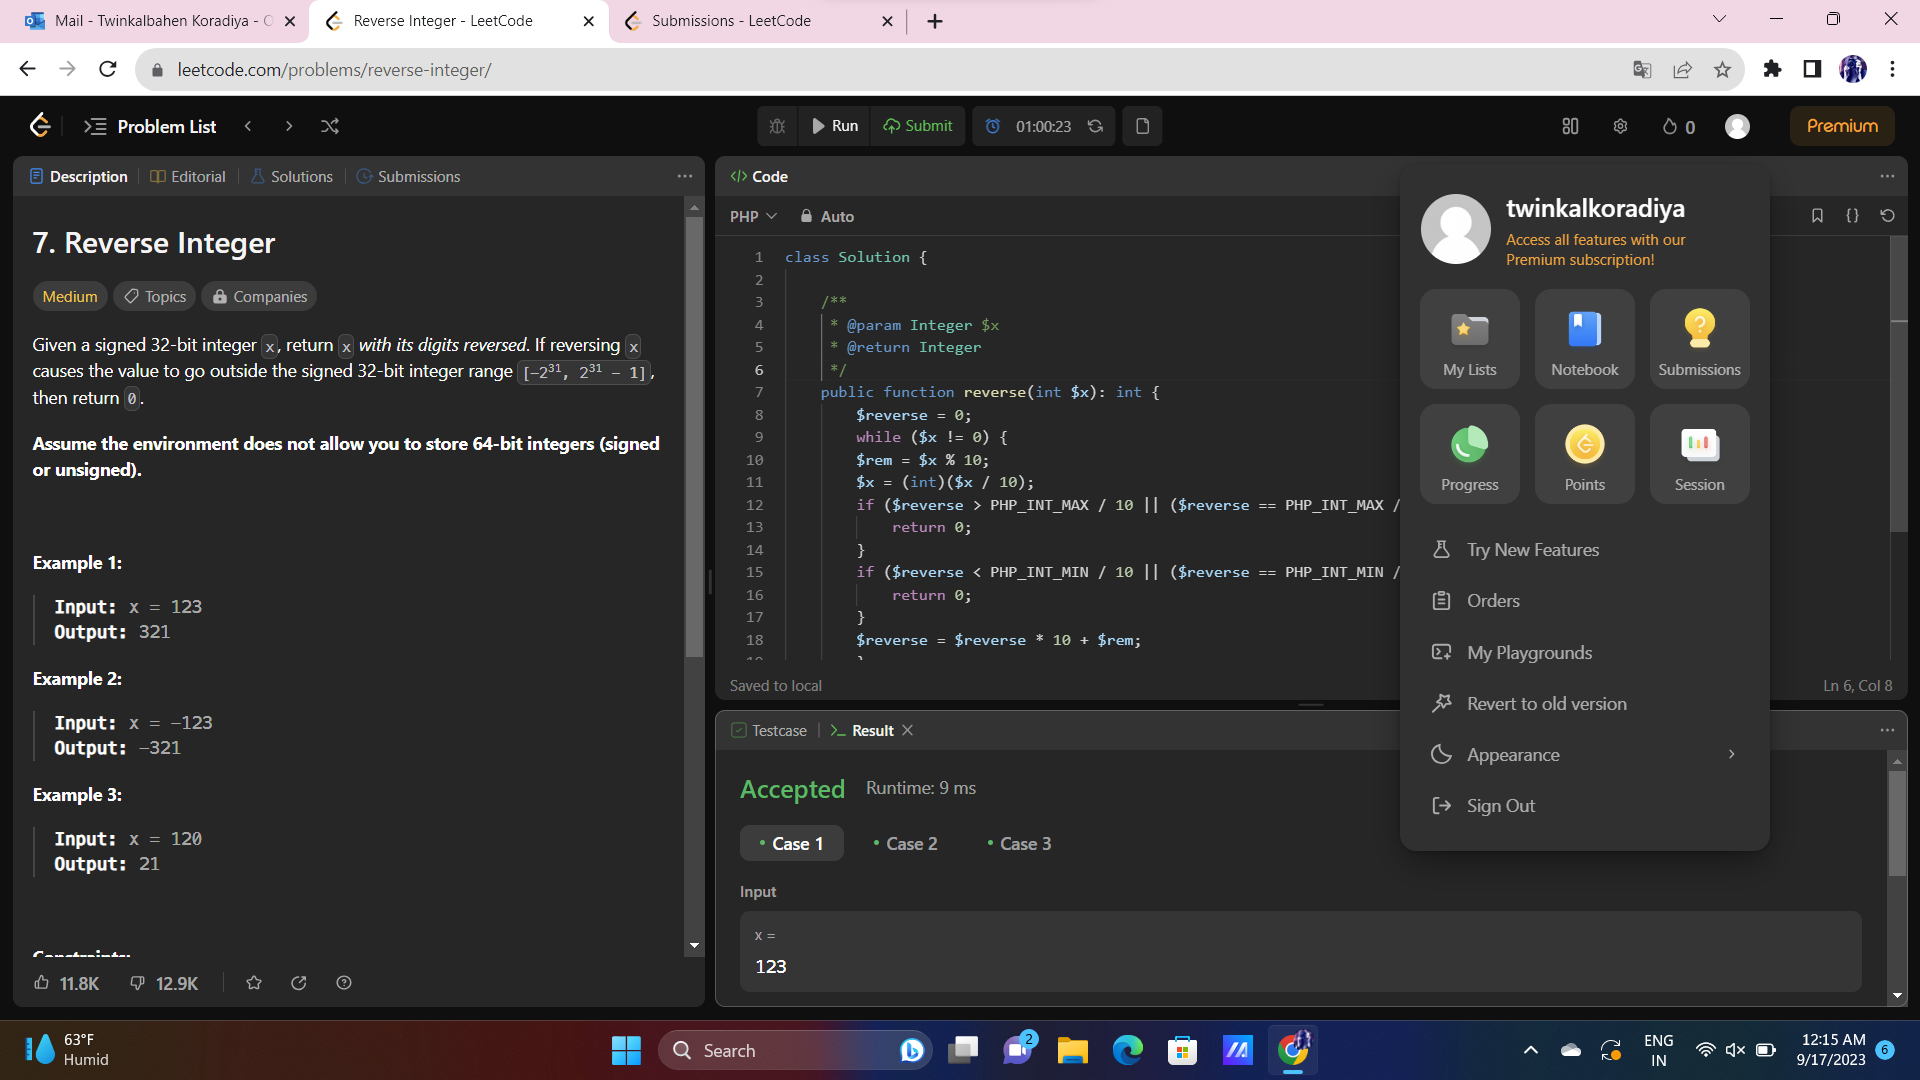 Mail - Twinkalbahen Koradiya - O
Reverse Integer - LeetCode
Submissions - LeetCode
leetcode.com/problems/reverse-integer/
Problem List
Run
Submit
01:00:23
0
Premium
Description
Editorial
Solutions
Submissions
7. Reverse Integer
Medium
Topics
Companies
Given a signed 32-bit integer x, return x with its digits reversed. If reversing x
causes the value to go outside the signed 32-bit integer range [-2³¹, 2³¹ - 1],
then return 0.
Assume the environment does not allow you to store 64-bit integers (signed
or unsigned).
Example 1:
Input: x = 123
Output: 321
Example 2:
Input: x = -123
Output: -321
Example 3:
Input: x = 120
Output: 21
Constraints:
11.8K
12.9K
Code
PHP
Auto
1 class Solution {
2
3 /**
4 * @param Integer $x
5 * @return Integer
6 */
7 public function reverse(int $x): int {
8 $reverse = 0;
9 while ($x != 0) {
10 $rem = $x % 10;
11 $x = (int)($x / 10);
12 if ($reverse > PHP_INT_MAX / 10 || ($reverse == PHP_INT_MAX /
13 return 0;
14 }
15 if ($reverse < PHP_INT_MIN / 10 || ($reverse == PHP_INT_MIN /
16 return 0;
17 }
18 $reverse = $reverse * 10 + $rem;
19 }
Saved to local
Ln 6, Col 8
Testcase
Result
Accepted
Runtime: 9 ms
Case 1
Case 2
Case 3
Input
x =
123
twinkalkoradiya
Access all features with our
Premium subscription!
My Lists
Notebook
Submissions
Progress
Points
Session
Try New Features
Orders
My Playgrounds
Revert to old version
Appearance
Sign Out
63°F
Humid
Search
2
ENG
IN
12:15 AM
9/17/2023
6